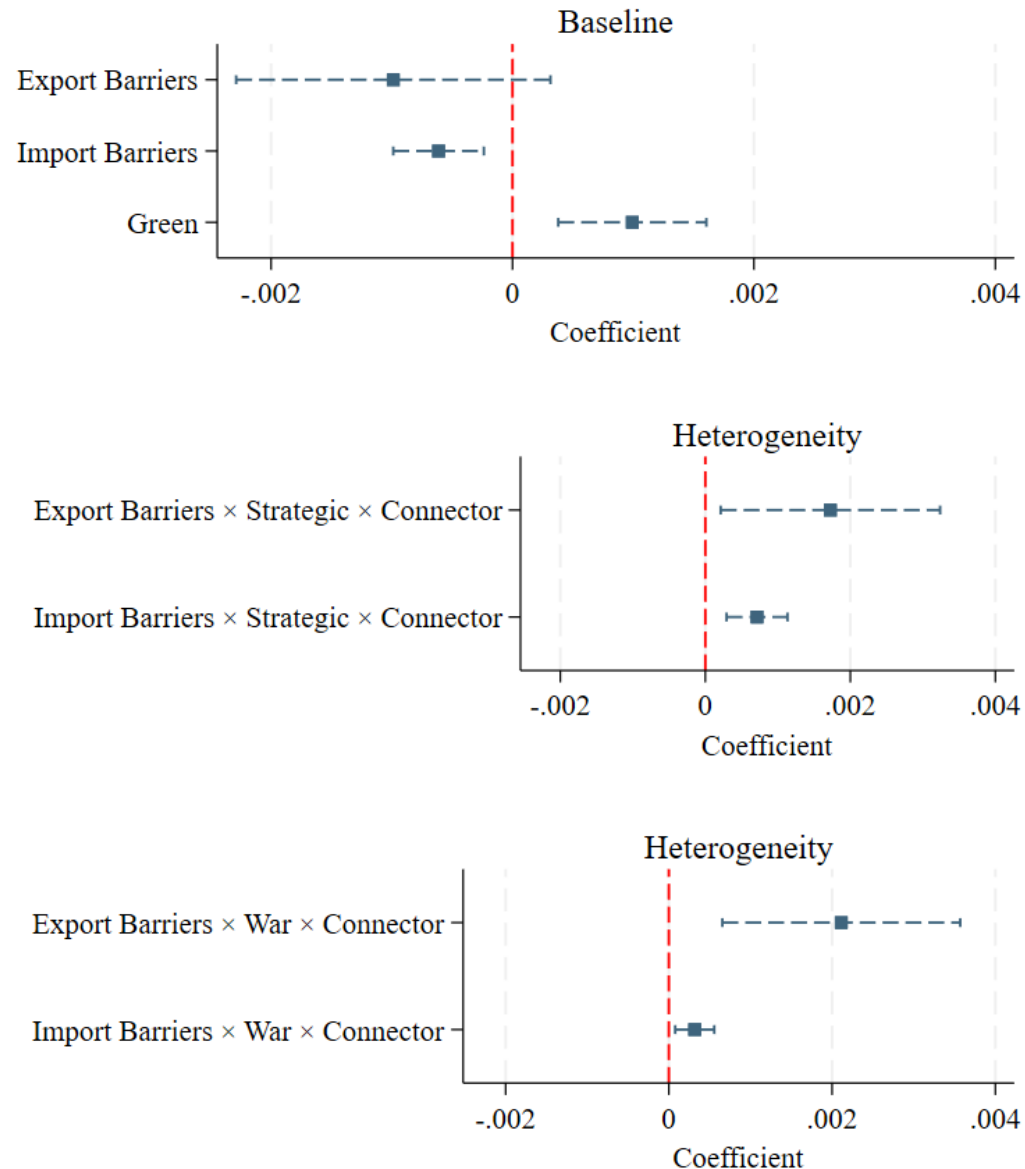 Baseline
Export Barriers
Import Barriers
Green
-.002 0 .002 .004
Coefficient
Heterogeneity
Export Barriers × Strategic × Connector
Import Barriers × Strategic × Connector
-.002 0 .002 .004
Coefficient
Heterogeneity
Export Barriers × War × Connector
Import Barriers × War × Connector
-.002 0 .002 .004
Coefficient